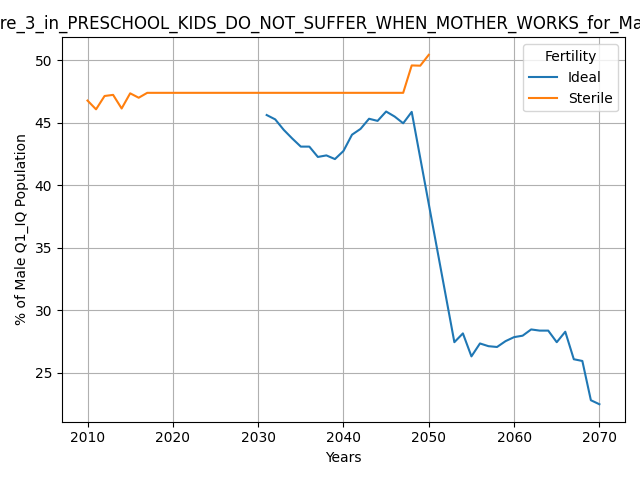 re_3_in_PRESCHOOL_KIDS_DO_NOT_SUFFER_WHEN_MOTHER_WORKS_for_Ma
50
45
40
35
30
25
% of Male Q1_IQ Population
Fertility
Ideal
Sterile
2010 2020 2030 2040 2050 2060 2070
Years